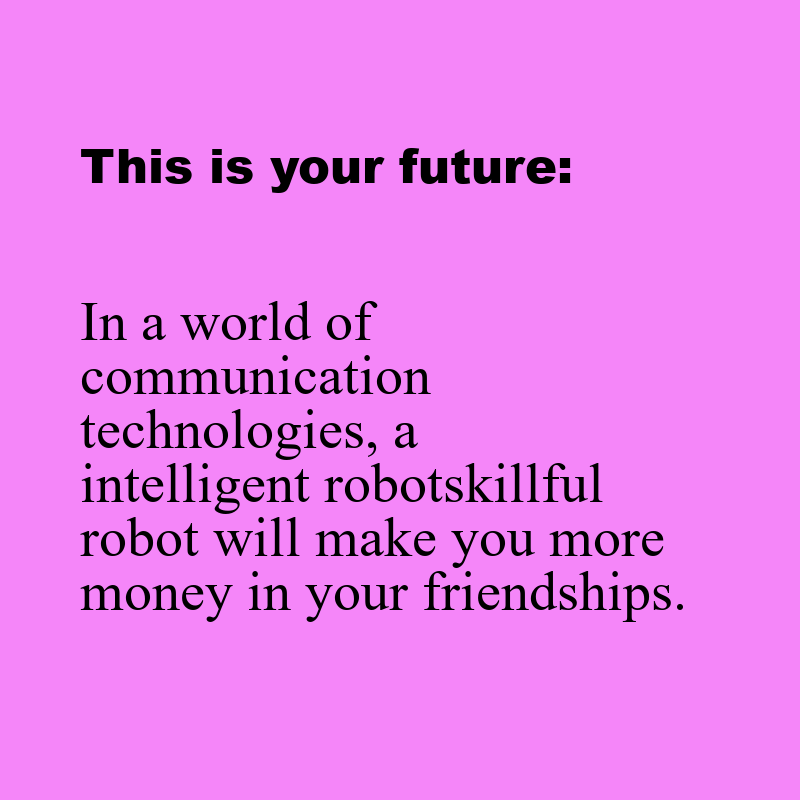 This is your future:
In a world of
communication
technologies, a
intelligent robotskillful
robot will make you more
money in your friendships.